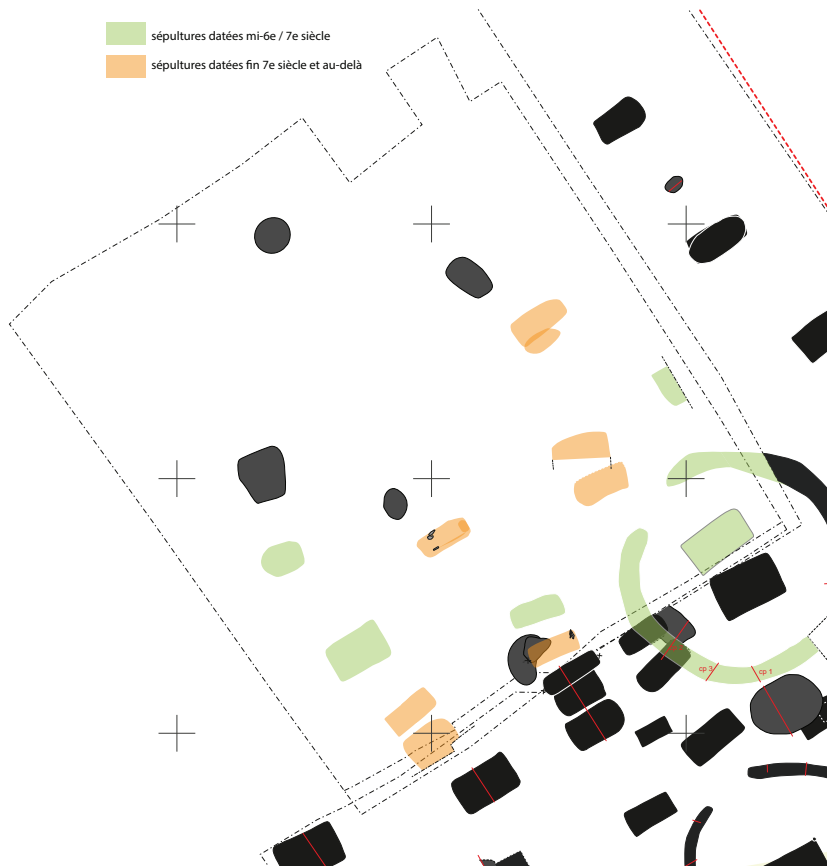 sépultures datées mi-6e / 7e siècle
sépultures datées fin 7e siècle et au-delà
cp 3
cp 1